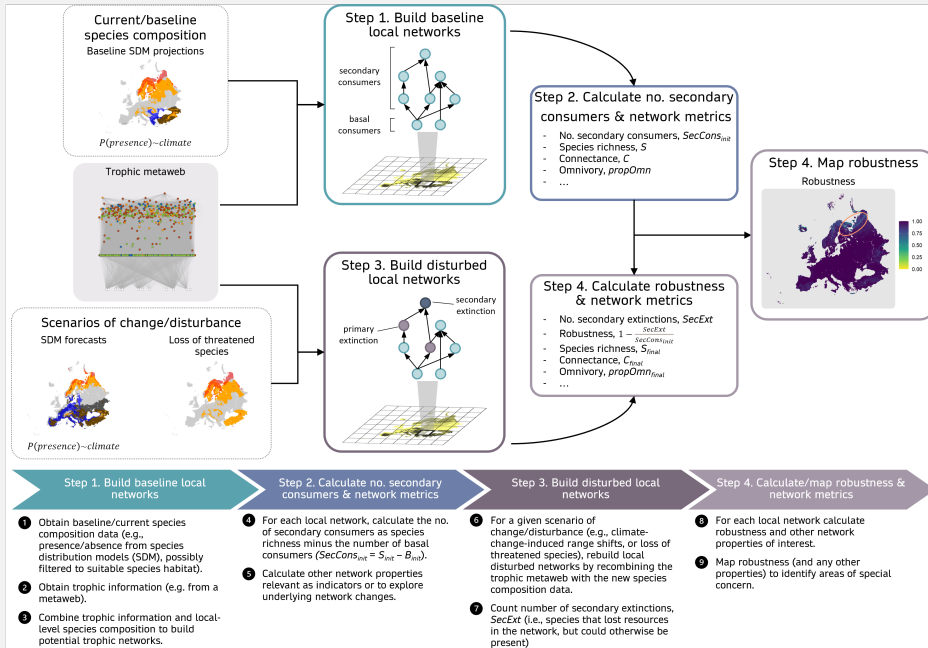 Current/baseline
species composition
Baseline SDM projections
P(presence)~climate
Trophic metaweb
Scenarios of change/disturbance
SDM forecasts
Loss of threatened
species
P(presence)~climate
Step 1. Build baseline
local networks
secondary
consumers
basal
consumers
Step 3. Build disturbed
local networks
secondary
extinction
primary
extinction
Step 2. Calculate no. secondary
consumers & network metrics
- No. secondary consumers, SecCons_init
- Species richness, S
- Connectance, C
- Omnivory, propOmn
- ...
Step 4. Calculate robustness
& network metrics
- No. secondary extinctions, SecExt
- Robustness, 1 − SecExt/SecCons_init
- Species richness, S_final
- Connectance, C_final
- Omnivory, propOmn_final
- ...
Step 4. Map robustness
Robustness
1.00
0.75
0.50
0.25
0.00
Step 1. Build baseline local
networks
1 Obtain baseline/current species
composition data (e.g.,
presence/absence from species
distribution models (SDM), possibly
filtered to suitable species habitat).
2 Obtain trophic information (e.g. from a
metaweb).
3 Combine trophic information and local-
level species composition to build
potential trophic networks.
Step 2. Calculate no. secondary
consumers & network metrics
4 For each local network, calculate the no.
of secondary consumers as species
richness minus the number of basal
consumers (SecCons_init = S_init − B_init).
5 Calculate other network properties
relevant as indicators or to explore
underlying network changes.
Step 3. Build disturbed local
networks
6 For a given scenario of
change/disturbance (e.g., climate-
change-induced range shifts, or loss of
threatened species), rebuild local
disturbed networks by recombining the
trophic metaweb with the new species
composition data.
7 Count number of secondary extinctions,
SecExt (i.e., species that lost resources
in the network, but could otherwise be
present)
Step 4. Calculate/map robustness &
network metrics
8 For each local network calculate
robustness and other network
properties of interest.
9 Map robustness (and any other
properties) to identify areas of special
concern.